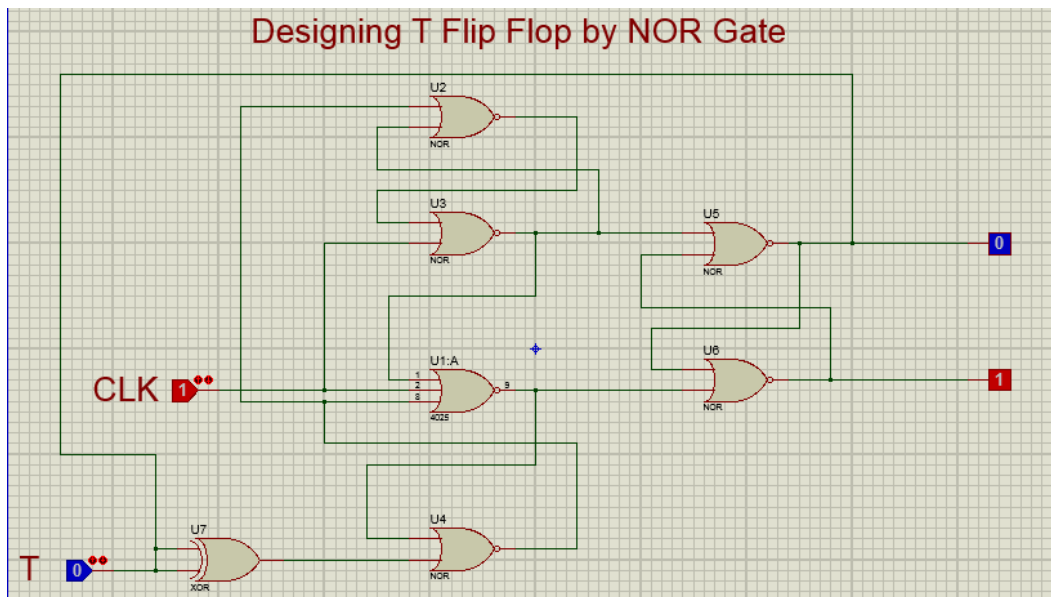 Designing T Flip Flop by NOR Gate
U2
NOR
U3
NOR
U5
NOR
0
U1:A
1
2
8
9
4025
U6
NOR
1
CLK
1
U4
NOR
U7
XOR
T
0